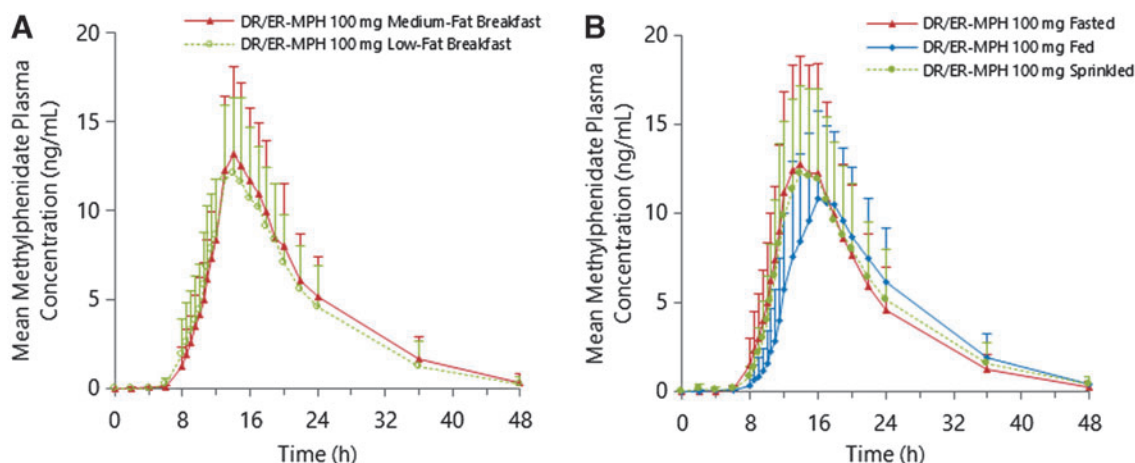 A
DR/ER-MPH 100 mg Medium-Fat Breakfast
DR/ER-MPH 100 mg Low-Fat Breakfast
Mean Methylphenidate Plasma
Concentration (ng/mL)
20
15
10
5
0
0 8 16 24 32 40 48
Time (h)
B
DR/ER-MPH 100 mg Fasted
DR/ER-MPH 100 mg Fed
DR/ER-MPH 100 mg Sprinkled
Mean Methylphenidate Plasma
Concentration (ng/mL)
20
15
10
5
0
0 8 16 24 32 40 48
Time (h)